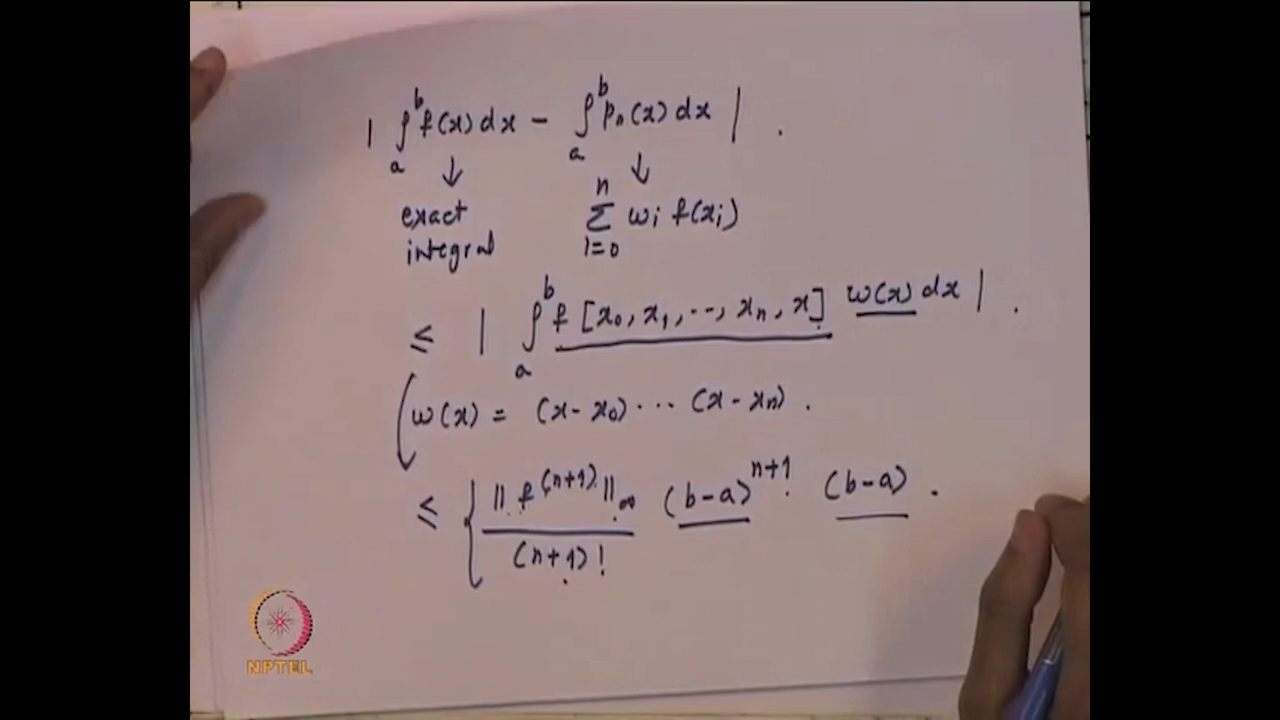 | ∫_a^b f(x) dx - ∫_a^b p_n(x) dx | .
↓ ↓
exact ∑_{i=0}^n w_i f(x_i)
integral
≤ | ∫_a^b f [x_0, x_1, --, x_n, x] w(x) dx | .
w(x) = (x - x_0) ··· (x - x_n) .
≤ { || f^{(n+1)} ||_∞ / (n+1)! (b-a)^{n+1} (b-a) .
NPTEL